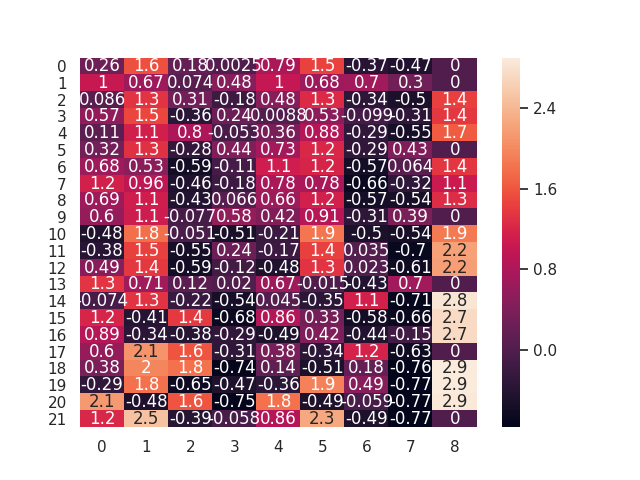 0 0.26 1.6 0.18 0.0025 0.79 1.5 -0.37 -0.47 0
1 1 0.67 0.074 0.48 1 0.68 0.7 0.3 0
2 0.086 1.3 0.31 -0.18 0.48 1.3 -0.34 -0.5 1.4
3 0.57 1.5 -0.36 0.24 0.0088 0.53 -0.099 -0.31 1.4
4 0.11 1.1 0.8 -0.053 0.36 0.88 -0.29 -0.55 1.7
5 0.32 1.3 -0.28 0.44 0.73 1.2 -0.29 0.43 0
6 0.68 0.53 -0.59 -0.11 1.1 1.2 -0.57 0.064 1.4
7 1.2 0.96 -0.46 -0.18 0.78 0.78 -0.66 -0.32 1.1
8 0.69 1.1 -0.43 0.066 0.66 1.2 -0.57 -0.54 1.3
9 0.6 1.1 -0.077 0.58 0.42 0.91 -0.31 0.39 0
10 -0.48 1.8 -0.051 -0.51 -0.21 1.9 -0.5 -0.54 1.9
11 -0.38 1.5 -0.55 0.24 -0.17 1.4 0.035 -0.7 2.2
12 0.49 1.4 -0.59 -0.12 -0.48 1.3 0.023 -0.61 2.2
13 1.3 0.71 0.12 0.02 0.67 -0.015 -0.43 0.7 0
14 -0.074 1.3 -0.22 -0.54 0.045 -0.35 1.1 -0.71 2.8
15 1.2 -0.41 1.4 -0.68 0.86 0.33 -0.58 -0.66 2.7
16 0.89 -0.34 -0.38 -0.29 -0.49 0.42 -0.44 -0.15 2.7
17 0.6 2.1 1.6 -0.31 0.38 -0.34 1.2 -0.63 0
18 0.38 2 1.8 -0.74 0.14 -0.51 0.18 -0.76 2.9
19 -0.29 1.8 -0.65 -0.47 -0.36 1.9 0.49 -0.77 2.9
20 2.1 -0.48 1.6 -0.75 1.8 -0.49 -0.059 -0.77 2.9
21 1.2 2.5 -0.39 -0.058 0.86 2.3 -0.49 -0.77 0
0 1 2 3 4 5 6 7 8
2.4
1.6
0.8
0.0